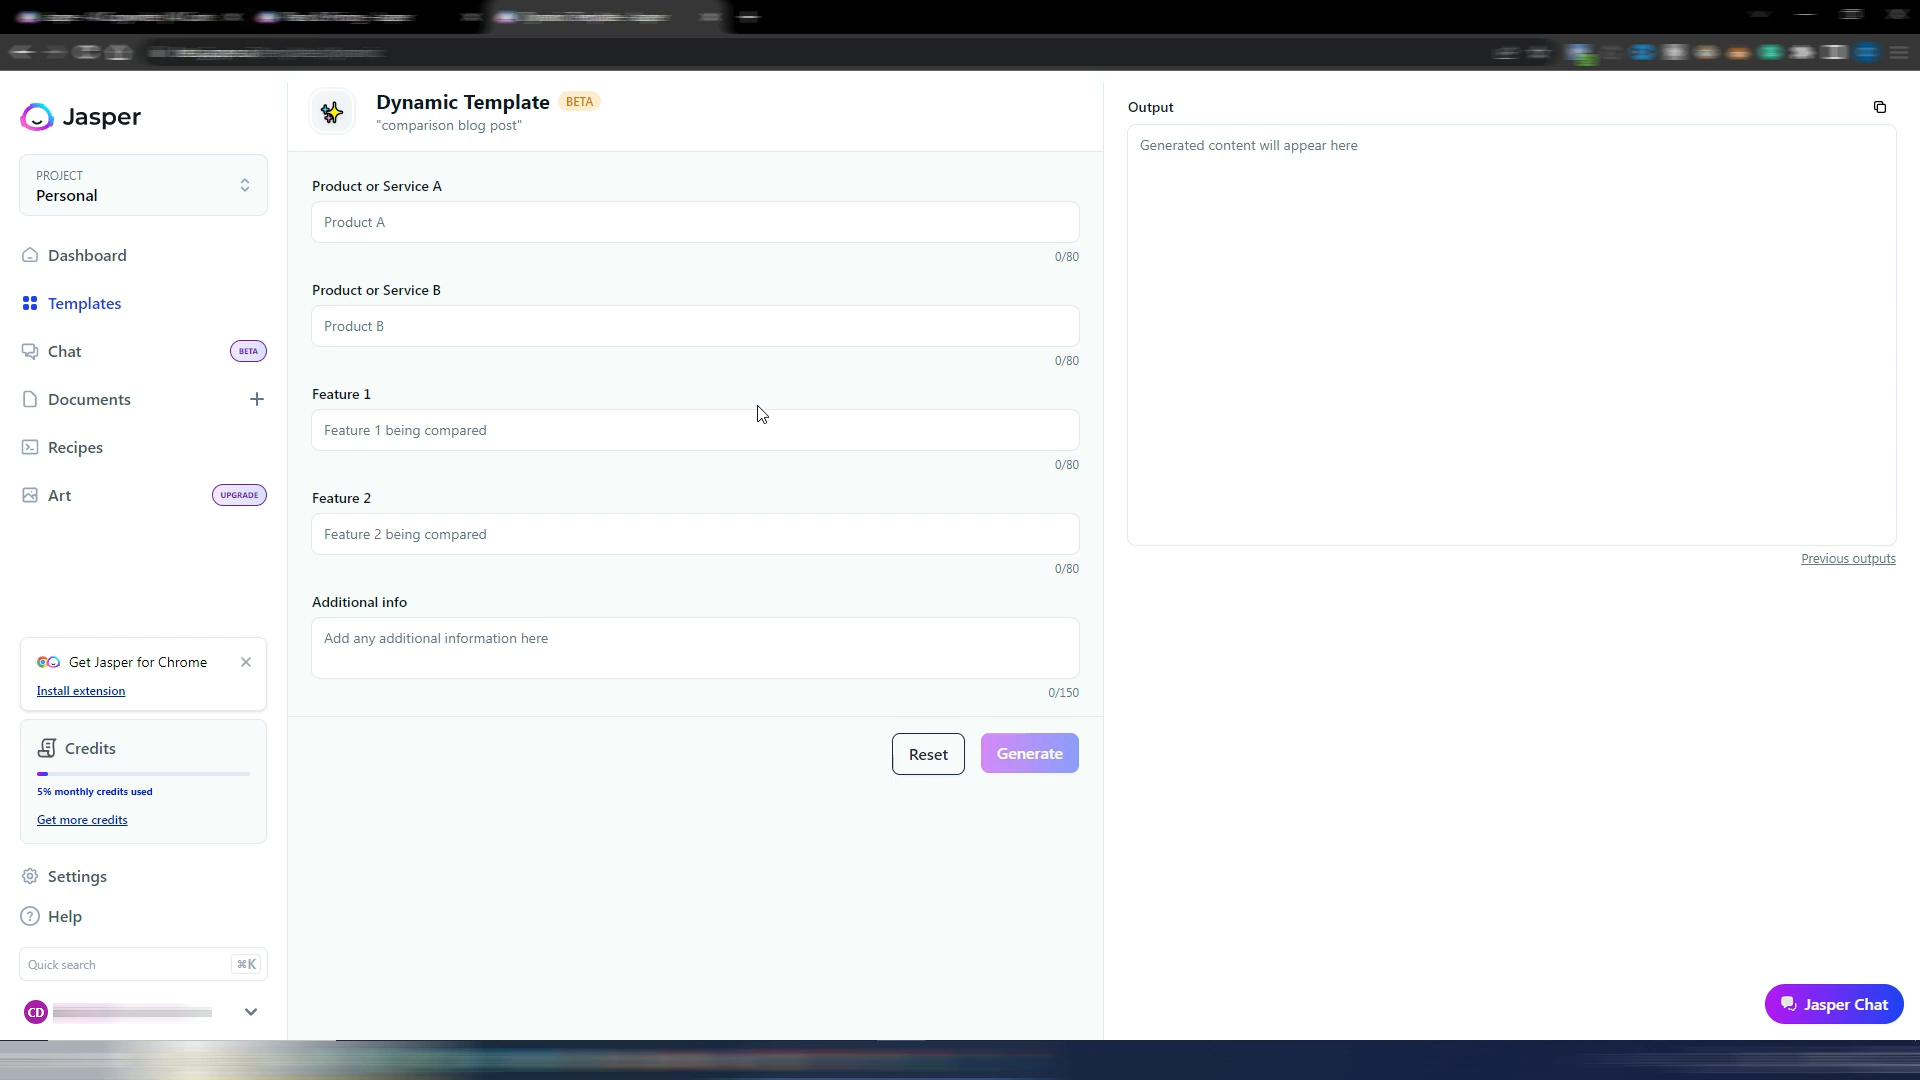 Jasper
PROJECT
Personal
Dashboard
Templates
Chat
BETA
Documents
Recipes
Art
UPGRADE
Get Jasper for Chrome
Install extension
Credits
5% monthly credits used
Get more credits
Settings
Help
Quick search
⌘K
CD
Dynamic Template BETA
"comparison blog post"
Product or Service A
Product A
0/80
Product or Service B
Product B
0/80
Feature 1
Feature 1 being compared
0/80
Feature 2
Feature 2 being compared
0/80
Additional info
Add any additional information here
0/150
Reset
Generate
Output
Generated content will appear here
Previous outputs
Jasper Chat